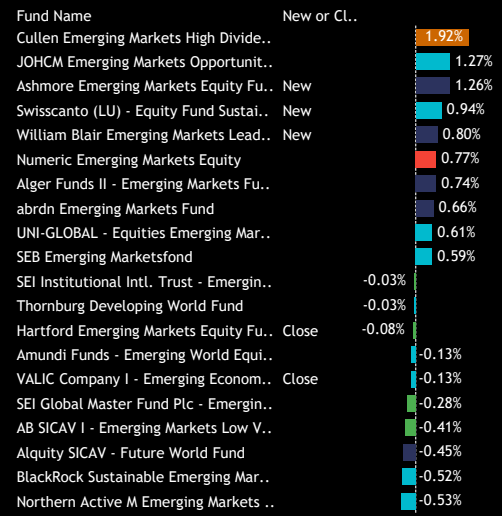 Fund Name New or Cl..
Cullen Emerging Markets High Divide.. 1.92%
JOHCM Emerging Markets Opportunit.. 1.27%
Ashmore Emerging Markets Equity Fu.. New 1.26%
Swisscanto (LU) - Equity Fund Sustai.. New 0.94%
William Blair Emerging Markets Lead.. New 0.80%
Numeric Emerging Markets Equity 0.77%
Alger Funds II - Emerging Markets Fu.. 0.74%
abrdn Emerging Markets Fund 0.66%
UNI-GLOBAL - Equities Emerging Mar.. 0.61%
SEB Emerging Marketsfond 0.59%
SEI Institutional Intl. Trust - Emergin.. -0.03%
Thornburg Developing World Fund -0.03%
Hartford Emerging Markets Equity Fu.. Close -0.08%
Amundi Funds - Emerging World Equi.. -0.13%
VALIC Company I - Emerging Econom.. Close -0.13%
SEI Global Master Fund Plc - Emergin.. -0.28%
AB SICAV I - Emerging Markets Low V.. -0.41%
Alquity SICAV - Future World Fund -0.45%
BlackRock Sustainable Emerging Mar.. -0.52%
Northern Active M Emerging Markets .. -0.53%